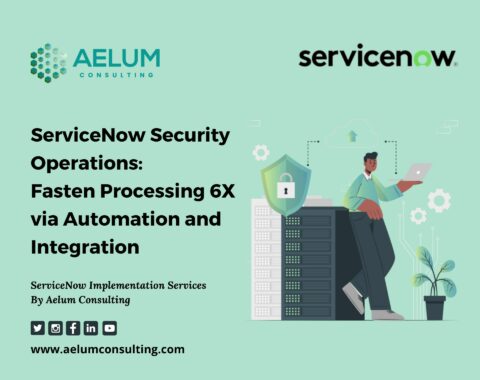 AELUM
CONSULTING
servicenow
ServiceNow Security
Operations:
Fasten Processing 6X
via Automation and
Integration
ServiceNow Implementation Services
By Aelum Consulting
www.aelumconsulting.com